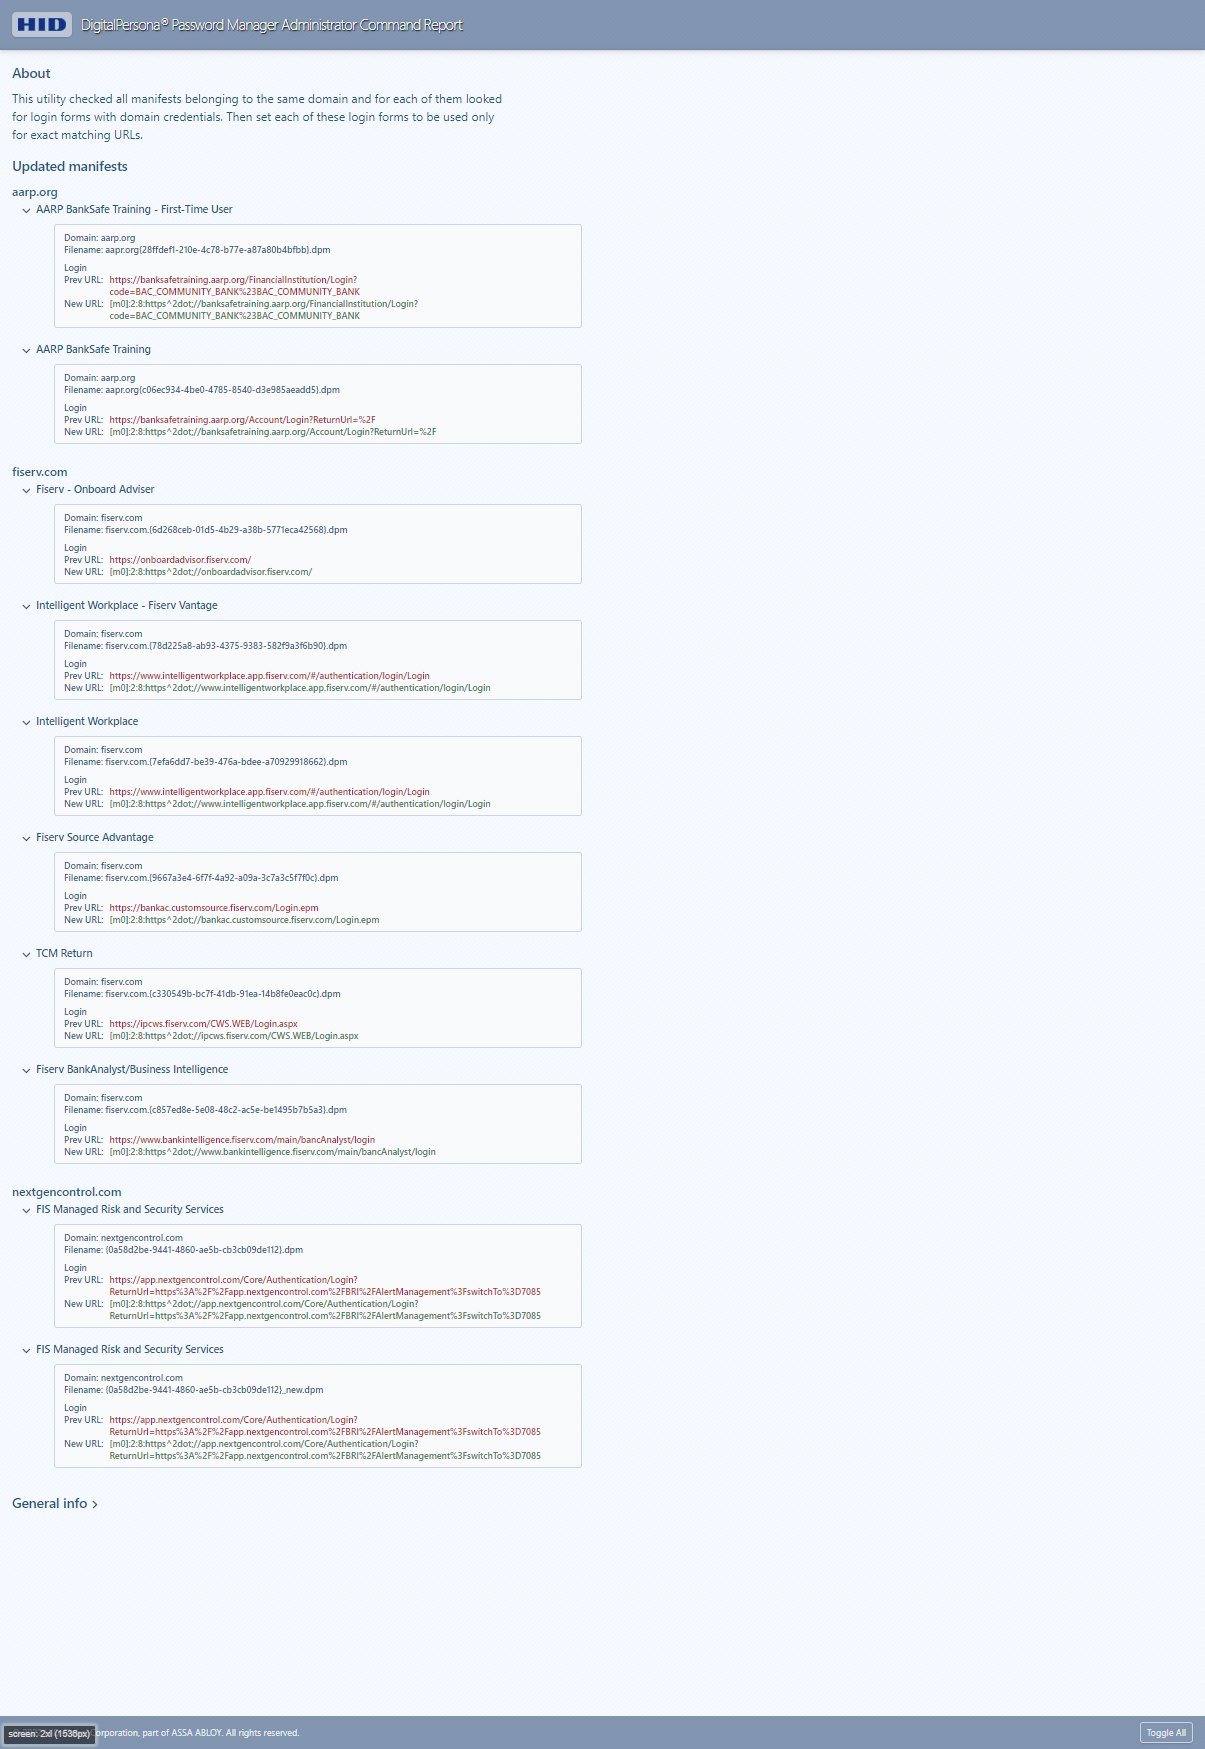 HID DigitalPersona® Password Manager Administrator Command Report
About
This utility checked all manifests belonging to the same domain and for each of them looked
for login forms with domain credentials. Then set each of these login forms to be used only
for exact matching URLs.
Updated manifests
aarp.org
AARP BankSafe Training - First-Time User
Domain: aarp.org
Filename: aapr.org{28ffdef1-210e-4c78-b77e-a87a80b4bfbb}.dpm
Login
Prev URL: https://banksafetraining.aarp.org/FinancialInstitution/Login?
code=BAC_COMMUNITY_BANK%23BAC_COMMUNITY_BANK
New URL: [m0]:2:8:https^2dot;//banksafetraining.aarp.org/FinancialInstitution/Login?
code=BAC_COMMUNITY_BANK%23BAC_COMMUNITY_BANK
AARP BankSafe Training
Domain: aarp.org
Filename: aapr.org{c06ec934-4be0-4785-8540-d3e985aeadd5}.dpm
Login
Prev URL: https://banksafetraining.aarp.org/Account/Login?ReturnUrl=%2F
New URL: [m0]:2:8:https^2dot;//banksafetraining.aarp.org/Account/Login?ReturnUrl=%2F
fiserv.com
Fiserv - Onboard Adviser
Domain: fiserv.com
Filename: fiserv.com.{6d268ceb-01d5-4b29-a38b-5771eca42568}.dpm
Login
Prev URL: https://onboardadvisor.fiserv.com/
New URL: [m0]:2:8:https^2dot;//onboardadvisor.fiserv.com/
Intelligent Workplace - Fiserv Vantage
Domain: fiserv.com
Filename: fiserv.com.{78d225a8-ab93-4375-9383-582f9a3f6b90}.dpm
Login
Prev URL: https://www.intelligentworkplace.app.fiserv.com/#/authentication/login/Login
New URL: [m0]:2:8:https^2dot;//www.intelligentworkplace.app.fiserv.com/#/authentication/login/Login
Intelligent Workplace
Domain: fiserv.com
Filename: fiserv.com.{7efa6dd7-be39-476a-bdee-a70929918662}.dpm
Login
Prev URL: https://www.intelligentworkplace.app.fiserv.com/#/authentication/login/Login
New URL: [m0]:2:8:https^2dot;//www.intelligentworkplace.app.fiserv.com/#/authentication/login/Login
Fiserv Source Advantage
Domain: fiserv.com
Filename: fiserv.com.{9667a3e4-6f7f-4a92-a09a-3c7a3c5f7f0c}.dpm
Login
Prev URL: https://bankac.customsource.fiserv.com/Login.epm
New URL: [m0]:2:8:https^2dot;//bankac.customsource.fiserv.com/Login.epm
TCM Return
Domain: fiserv.com
Filename: fiserv.com.{c330549b-bc7f-41db-91ea-14b8fe0eac0c}.dpm
Login
Prev URL: https://ipcws.fiserv.com/CWS.WEB/Login.aspx
New URL: [m0]:2:8:https^2dot;//ipcws.fiserv.com/CWS.WEB/Login.aspx
Fiserv BankAnalyst/Business Intelligence
Domain: fiserv.com
Filename: fiserv.com.{c857ed8e-5e08-48c2-ac5e-be1495b7b5a3}.dpm
Login
Prev URL: https://www.bankintelligence.fiserv.com/main/bancAnalyst/login
New URL: [m0]:2:8:https^2dot;//www.bankintelligence.fiserv.com/main/bancAnalyst/login
nextgencontrol.com
FIS Managed Risk and Security Services
Domain: nextgencontrol.com
Filename: {0a58d2be-9441-4860-ae5b-cb3cb09de112}.dpm
Login
Prev URL: https://app.nextgencontrol.com/Core/Authentication/Login?
ReturnUrl=https%3A%2F%2Fapp.nextgencontrol.com%2FBRI%2FAlertManagement%3FswitchTo%3D7085
New URL: [m0]:2:8:https^2dot;//app.nextgencontrol.com/Core/Authentication/Login?
ReturnUrl=https%3A%2F%2Fapp.nextgencontrol.com%2FBRI%2FAlertManagement%3FswitchTo%3D7085
FIS Managed Risk and Security Services
Domain: nextgencontrol.com
Filename: {0a58d2be-9441-4860-ae5b-cb3cb09de112}_new.dpm
Login
Prev URL: https://app.nextgencontrol.com/Core/Authentication/Login?
ReturnUrl=https%3A%2F%2Fapp.nextgencontrol.com%2FBRI%2FAlertManagement%3FswitchTo%3D7085
New URL: [m0]:2:8:https^2dot;//app.nextgencontrol.com/Core/Authentication/Login?
ReturnUrl=https%3A%2F%2Fapp.nextgencontrol.com%2FBRI%2FAlertManagement%3FswitchTo%3D7085
General info
screen: 2xl (1536px) orporation, part of ASSA ABLOY. All rights reserved. Toggle All